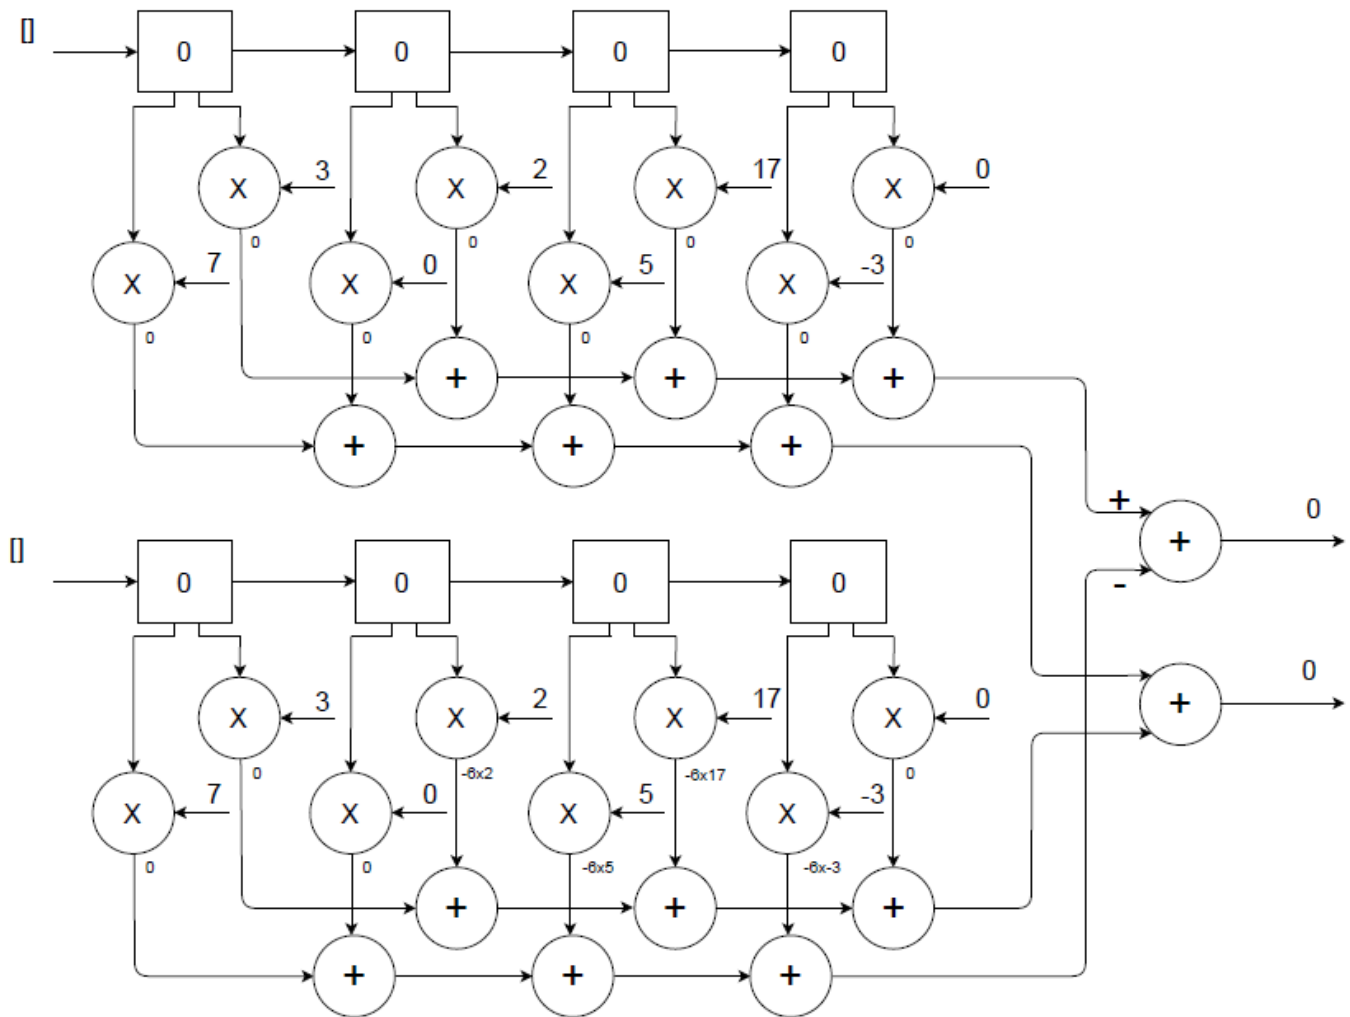 []
0 0 0 0
3 2 17 0
X X X X
0 0 0 0
7 0 5 -3
X X X X
0 0 0 0
+ + +
+ + +
+
+ 0
-
[]
0 0 0 0
+ 0
3 2 17 0
X X X X
0 -6x2 -6x17 0
7 0 5 -3
X X X X
0 0 -6x5 -6x-3
+ + +
+ + +